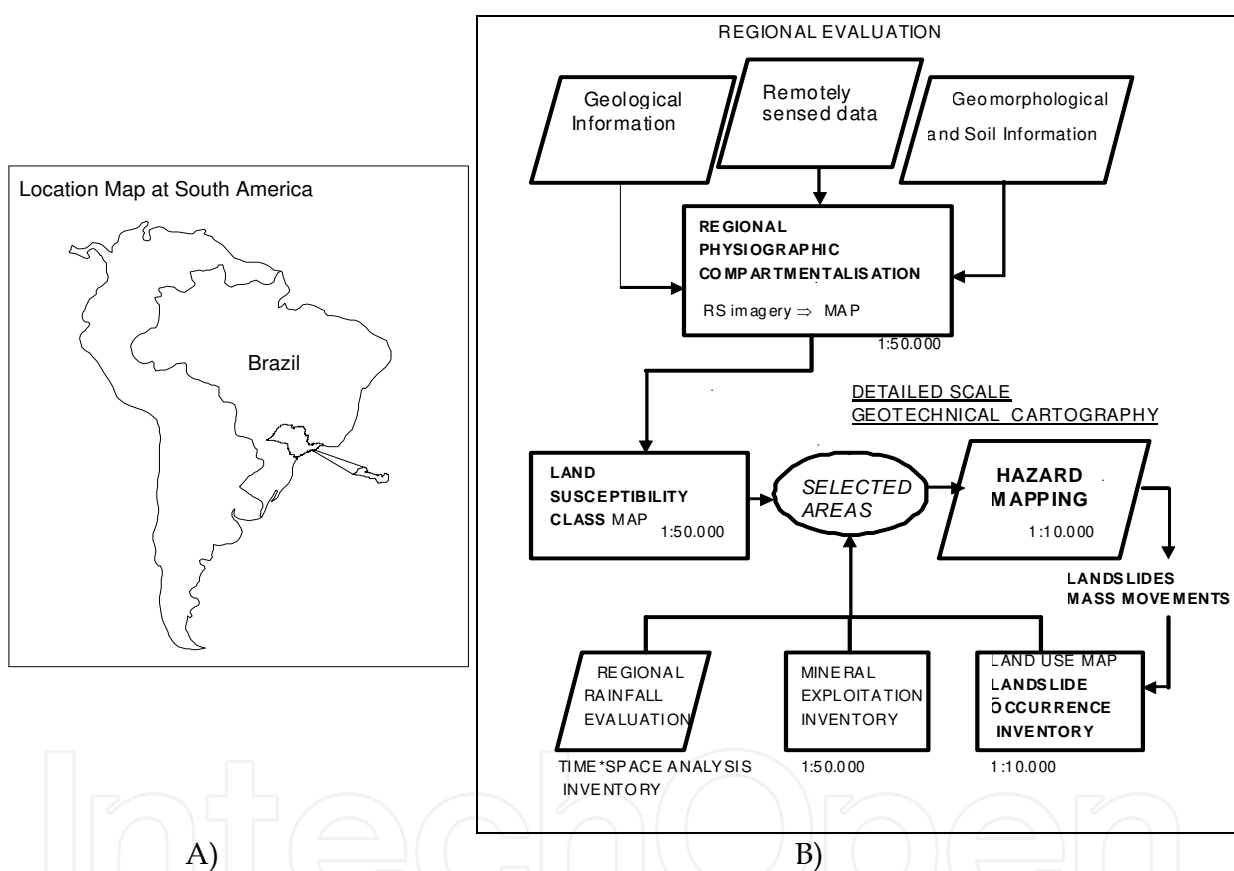 Location Map at South America
Brazil
A)
REGIONAL EVALUATION
Geological
Information
Remotely
sensed data
Geomorphological
and Soil Information
REGIONAL
PHYSIOGRAPHIC
COMPARTMENTALISATION
RS imagery ⇒ MAP
1:50.000
DETAILED SCALE
GEOTECHNICAL CARTOGRAPHY
LAND
SUSCEPTIBILITY
CLASS MAP
1:50.000
SELECTED
AREAS
HAZARD
MAPPING
1:10.000
LANDSLIDES
MASS MOVEMENTS
REGIONAL
RAINFALL
EVALUATION
TIME*SPACE ANALYSIS
INVENTORY
MINERAL
EXPLOITATION
INVENTORY
1:50.000
LAND USE MAP
LANDSLIDE
OCCURRENCE
INVENTORY
1:10.000
B)
IntechOpen